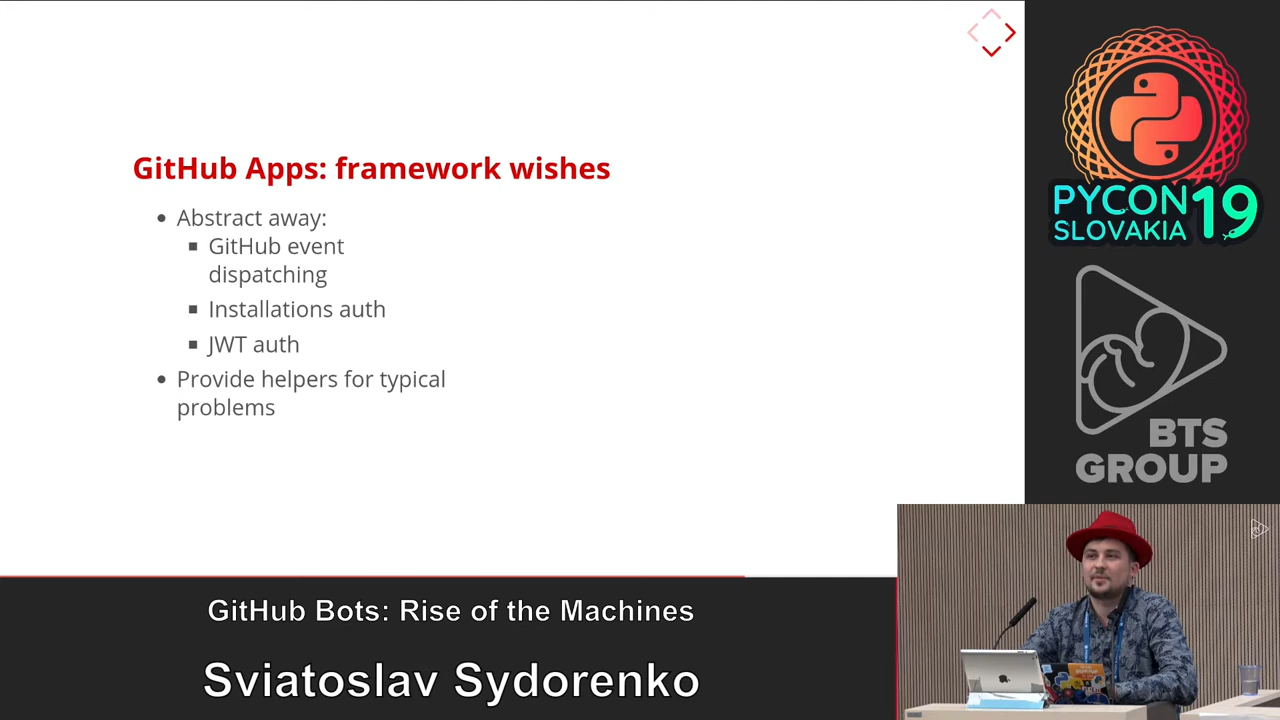 GitHub Apps: framework wishes
Abstract away:
GitHub event
dispatching
Installations auth
JWT auth
Provide helpers for typical
problems
PYCON 19
SLOVAKIA
BTS
GROUP
GitHub Bots: Rise of the Machines
Sviatoslav Sydorenko